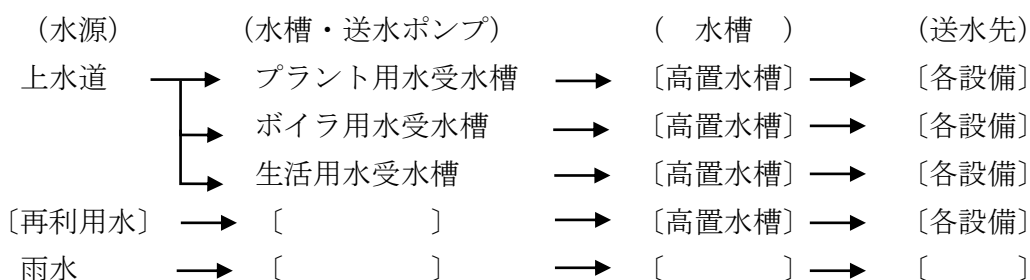 （水源） （水槽・送水ポンプ） （ 水槽 ） （送水先）
上水道 プラント用水受水槽 〔高置水槽〕 〔各設備〕
ボイラ用水受水槽 〔高置水槽〕 〔各設備〕
生活用水受水槽 〔高置水槽〕 〔各設備〕
〔再利用水〕 〔 〕 〔高置水槽〕 〔各設備〕
雨水 〔 〕 〔 〕 〔 〕